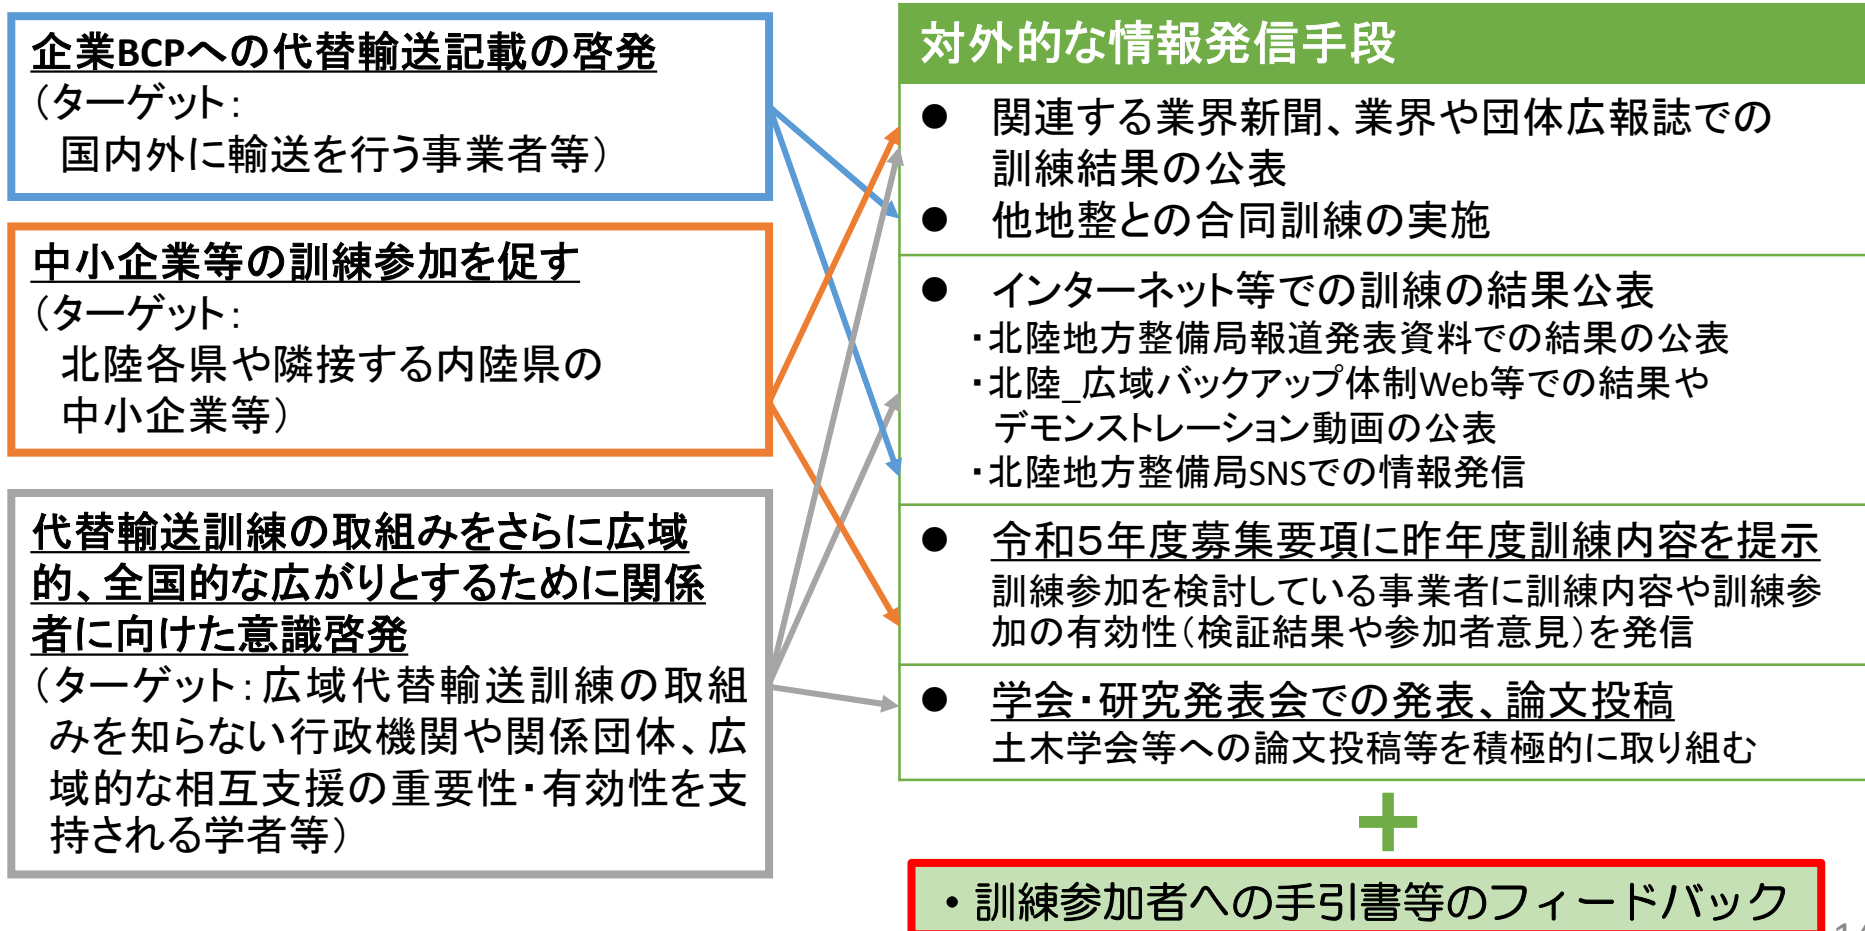 企業BCPへの代替輸送記載の啓発
（ターゲット：
国内外に輸送を行う事業者等）
中小企業等の訓練参加を促す
（ターゲット：
北陸各県や隣接する内陸県の
中小企業等）
代替輸送訓練の取組みをさらに広域
的、全国的な広がりとするために関係
者に向けた意識啓発
（ターゲット：広域代替輸送訓練の取組
みを知らない行政機関や関係団体、広
域的な相互支援の重要性・有効性を支
持される学者等）
対外的な情報発信手段
● 関連する業界新聞、業界や団体広報誌での
訓練結果の公表
● 他地整との合同訓練の実施
● インターネット等での訓練の結果公表
・北陸地方整備局報道発表資料での結果の公表
・北陸_広域バックアップ体制Web等での結果や
デモンストレーション動画の公表
・北陸地方整備局SNSでの情報発信
● 令和５年度募集要項に昨年度訓練内容を提示
訓練参加を検討している事業者に訓練内容や訓練参
加の有効性（検証結果や参加者意見）を発信
● 学会・研究発表会での発表、論文投稿
土木学会等への論文投稿等を積極的に取り組む
＋
・訓練参加者への手引書等のフィードバック